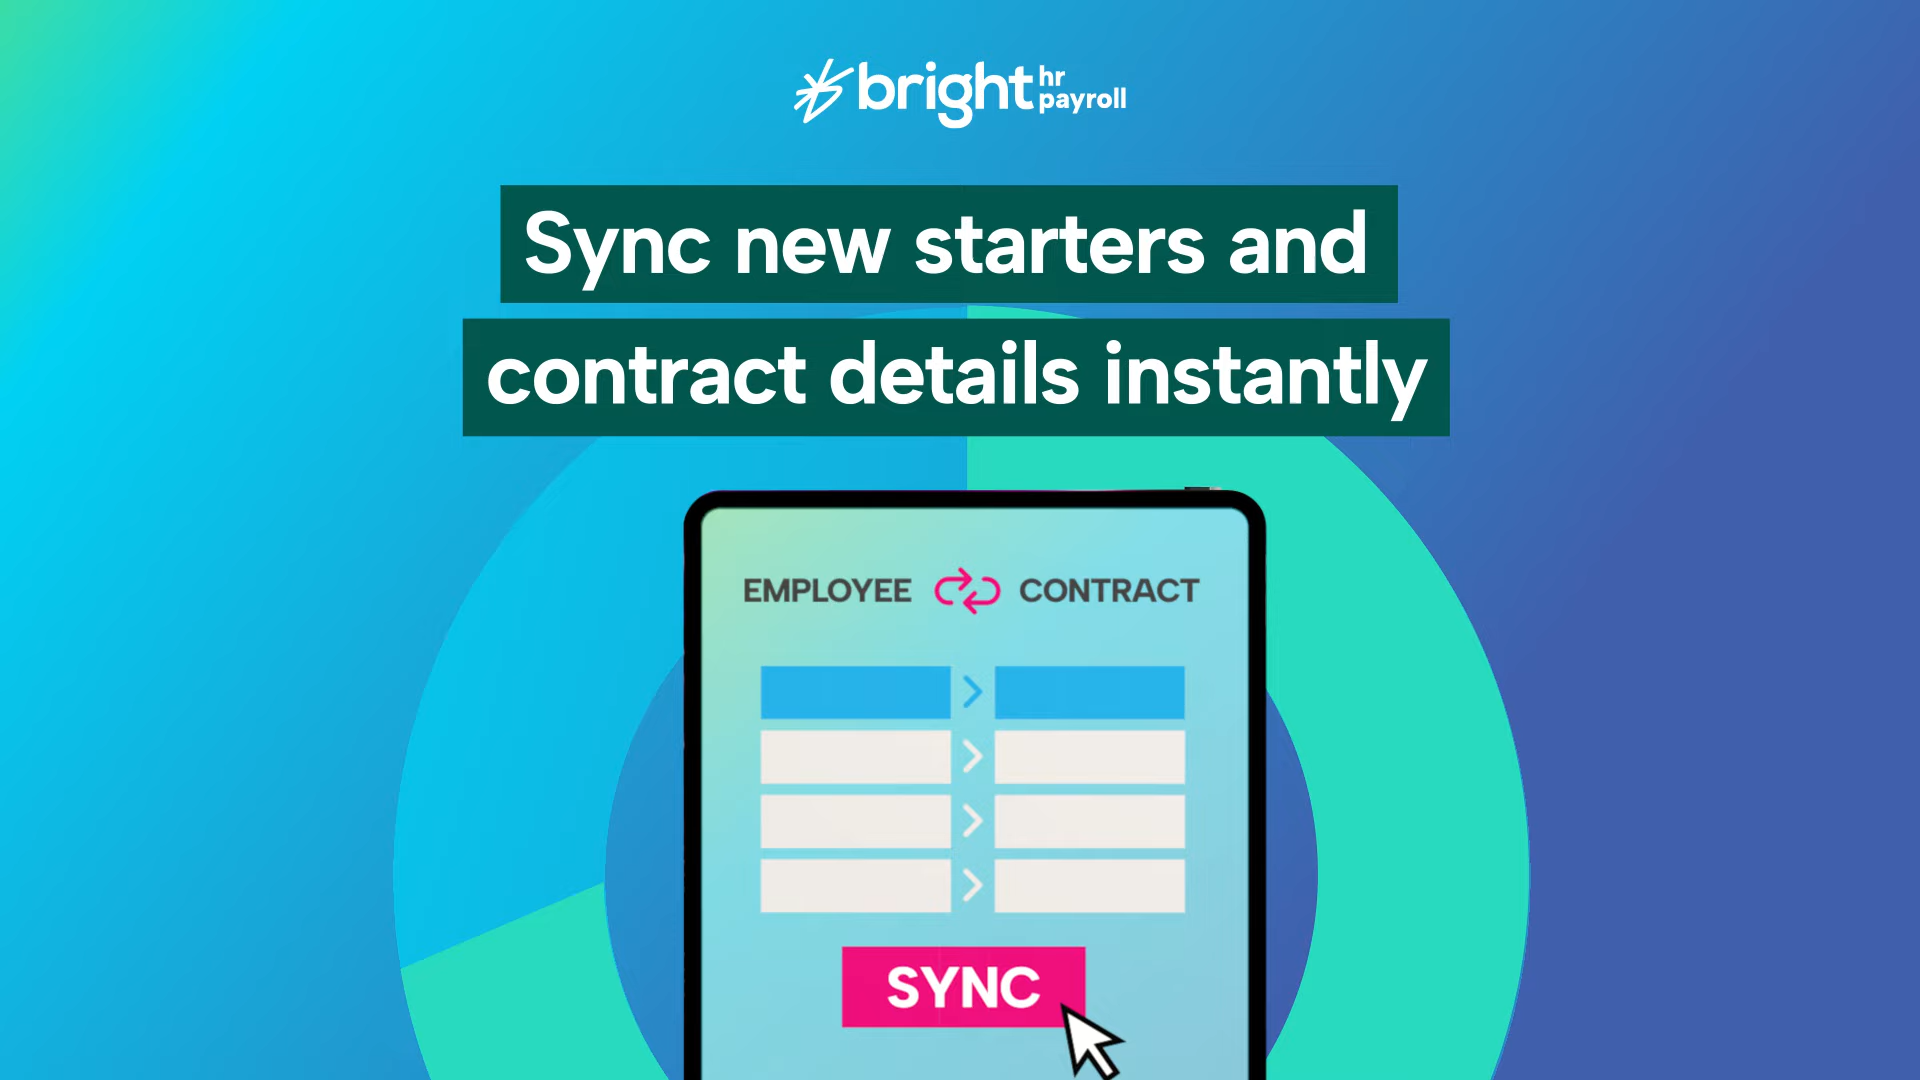 bright hr payroll
Sync new starters and
contract details instantly
EMPLOYEE CONTRACT
SYNC